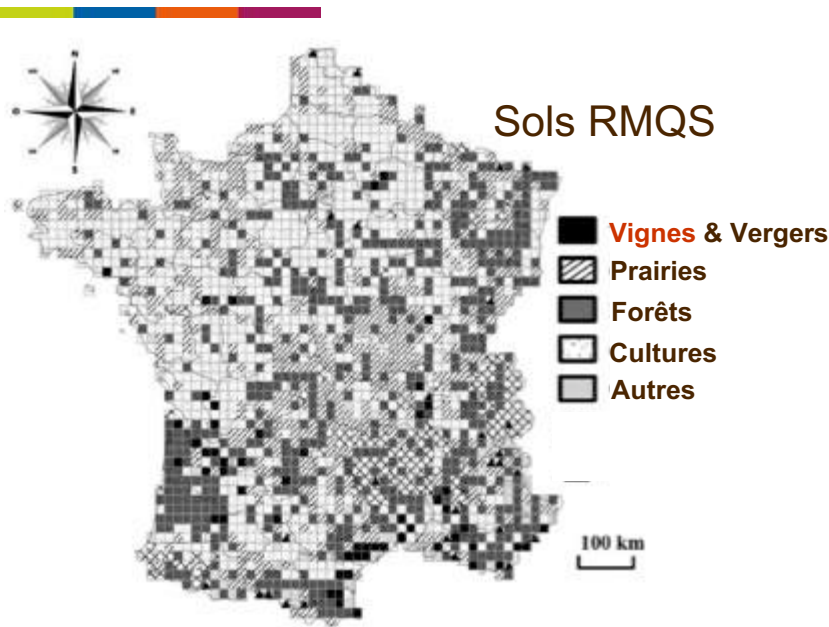 N
S
Sols RMQS
Vignes & Vergers
Prairies
Forêts
Cultures
Autres
100 km